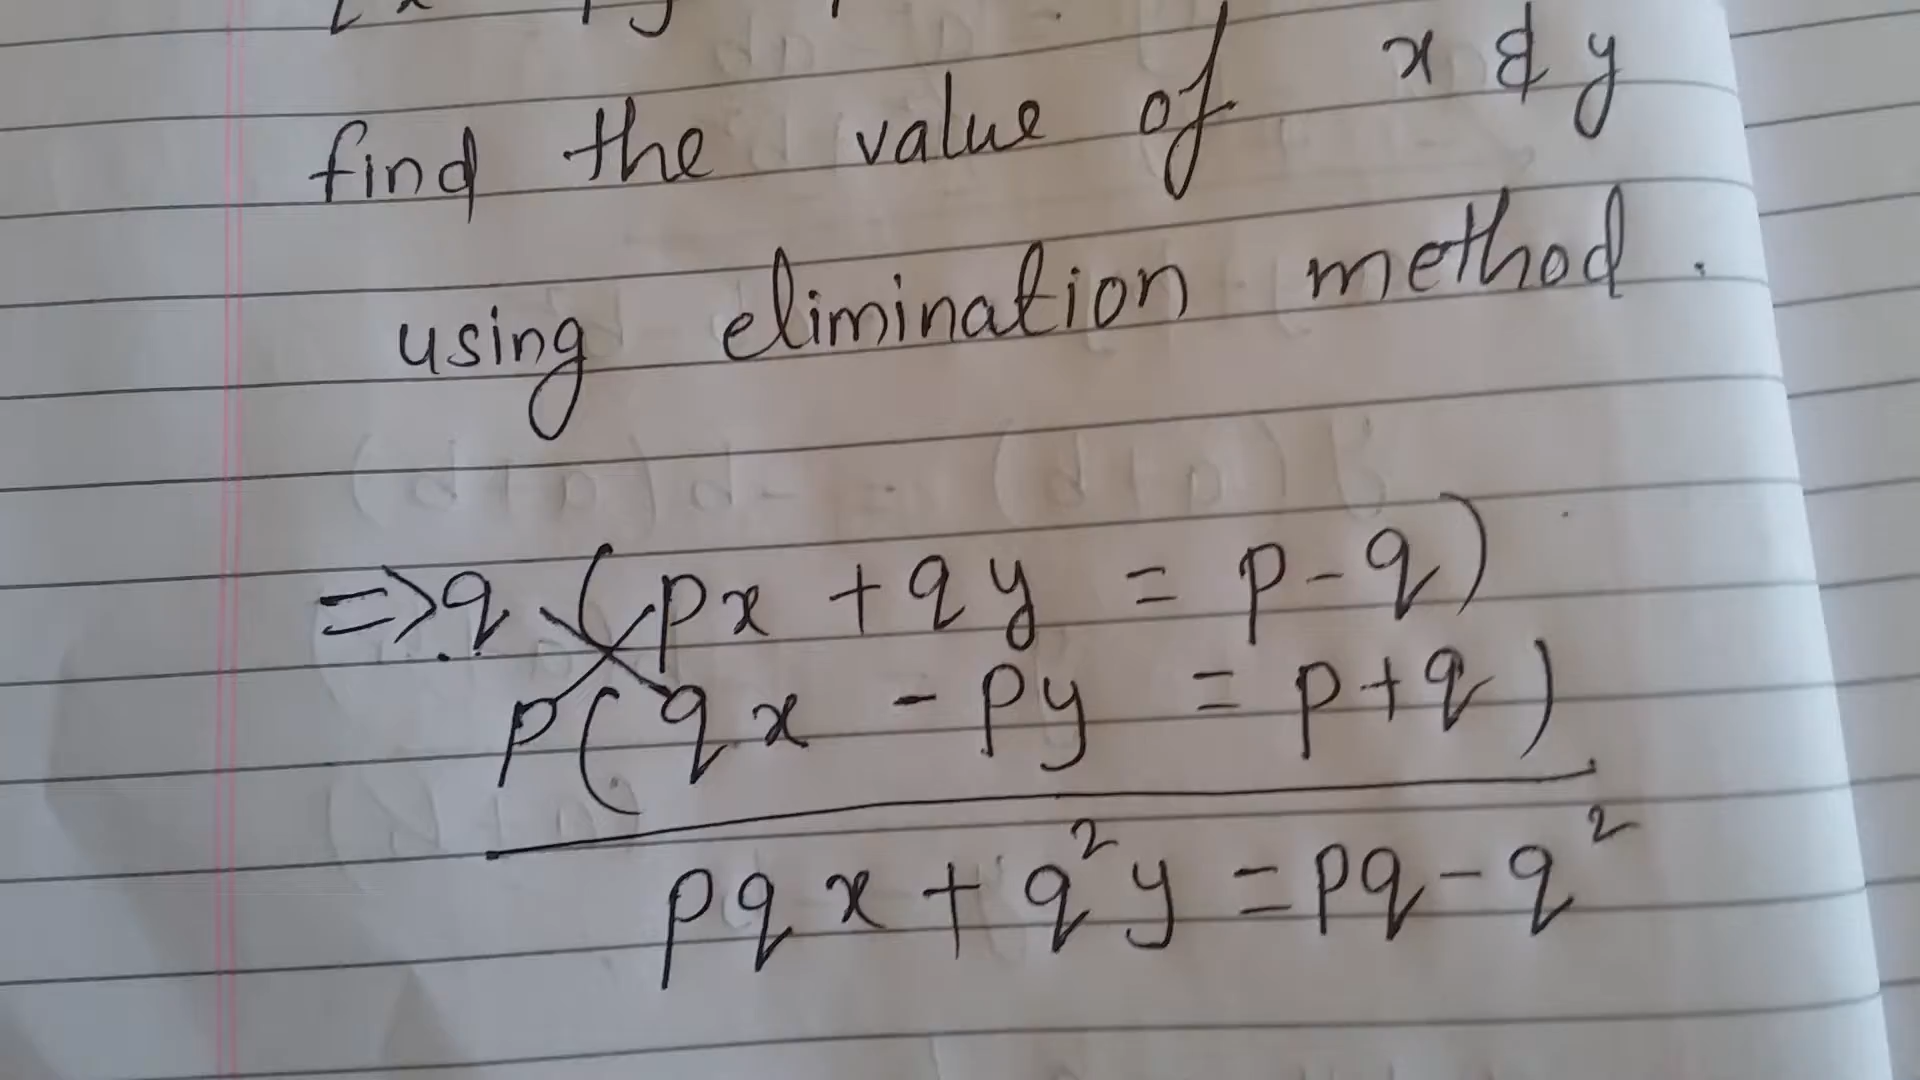 find the value of x & y
using elimination method.
=> q (px + qy = p - q)
p (qx - py = p + q)
pqx + q²y = pq - q²